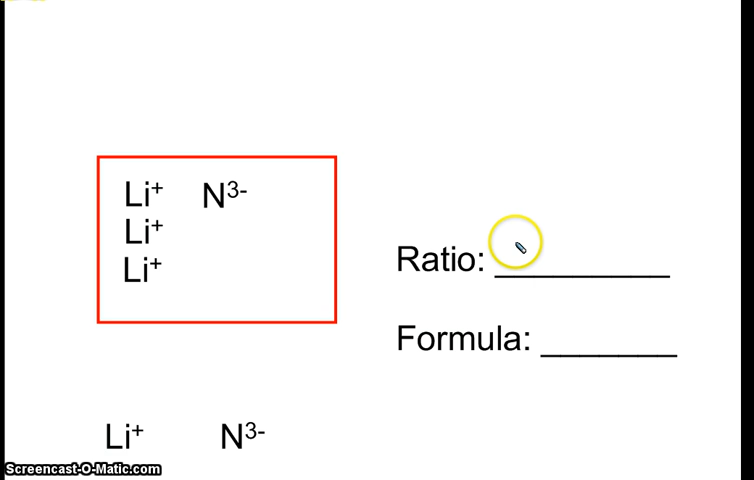 Li⁺ N³⁻
Li⁺
Li⁺
Ratio: _________
Formula: _______
Li⁺ N³⁻
Screencast-O-Matic.com